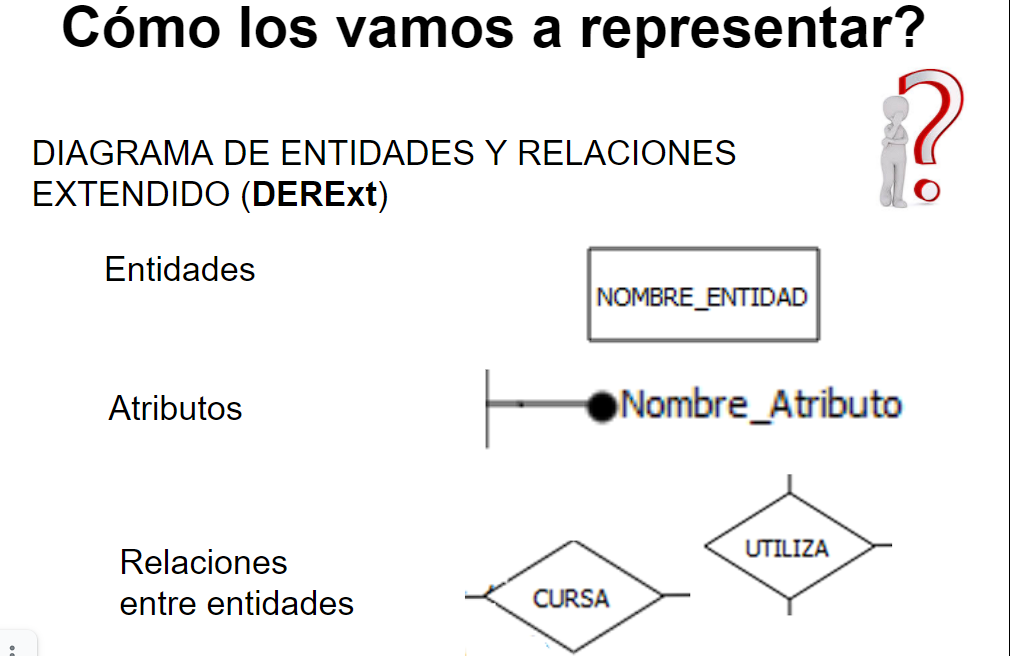 Cómo los vamos a representar?
DIAGRAMA DE ENTIDADES Y RELACIONES
EXTENDIDO (DERExt)
Entidades
NOMBRE_ENTIDAD
Atributos
Nombre_Atributo
Relaciones
entre entidades
CURSA
UTILIZA